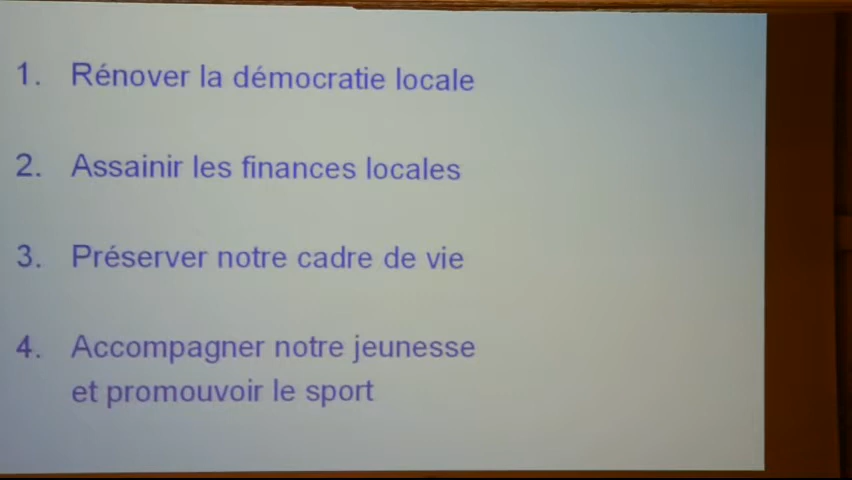 1. Rénover la démocratie locale
2. Assainir les finances locales
3. Préserver notre cadre de vie
4. Accompagner notre jeunesse
et promouvoir le sport